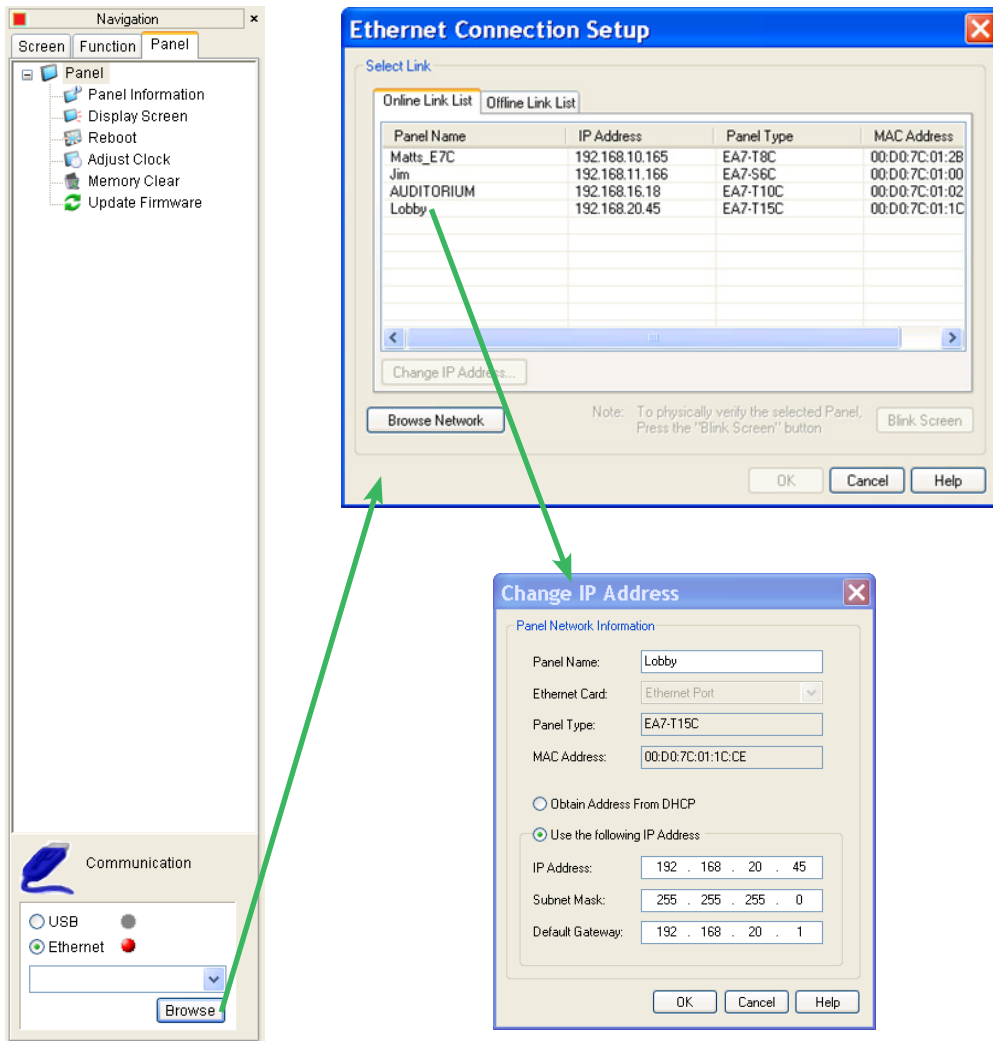 Navigation
Screen Function Panel
Panel
Panel Information
Display Screen
Reboot
Adjust Clock
Memory Clear
Update Firmware
Communication
USB
Ethernet
Browse
Ethernet Connection Setup
Select Link
Online Link List Offline Link List
Panel Name IP Address Panel Type MAC Address
Matts_E7C 192.168.10.165 EA7-T8C 00:D0:7C:01:2B
Jim 192.168.11.166 EA7-S6C 00:D0:7C:01:00
AUDITORIUM 192.168.16.18 EA7-T10C 00:D0:7C:01:02
Lobby 192.168.20.45 EA7-T15C 00:D0:7C:01:1C
Change IP Address...
Browse Network
Note: To physically verify the selected Panel,
Press the "Blink Screen" button
Blink Screen
OK Cancel Help
Change IP Address
Panel Network Information
Panel Name: Lobby
Ethernet Card: Ethernet Port
Panel Type: EA7-T15C
MAC Address: 00:D0:7C:01:1C:CE
Obtain Address From DHCP
Use the following IP Address
IP Address: 192 . 168 . 20 . 45
Subnet Mask: 255 . 255 . 255 . 0
Default Gateway: 192 . 168 . 20 . 1
OK Cancel Help